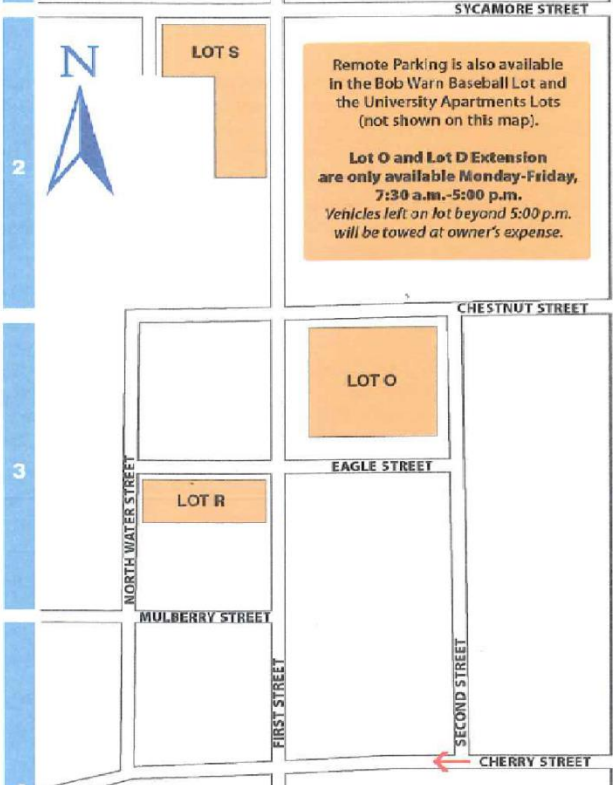 SYCAMORE STREET
N
LOT S
Remote Parking is also available
in the Bob Warn Baseball Lot and
the University Apartments Lots
(not shown on this map).
Lot O and Lot D Extension
are only available Monday-Friday,
7:30 a.m.-5:00 p.m.
Vehicles left on lot beyond 5:00 p.m.
will be towed at owner's expense.
2
CHESTNUT STREET
LOT O
3
EAGLE STREET
LOT R
NORTH WATER STREET
MULBERRY STREET
FIRST STREET
SECOND STREET
CHERRY STREET